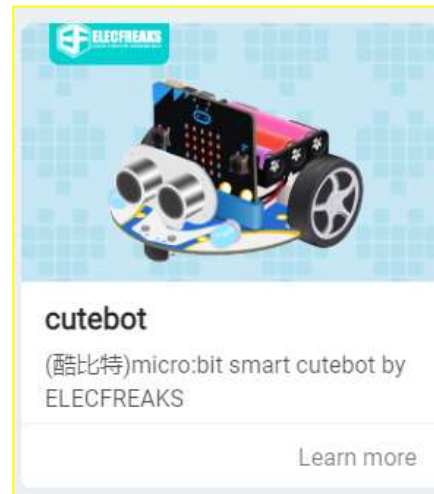 ELECFREAKS
cutebot
(酷比特)micro:bit smart cutebot by
ELECFREAKS
Learn more